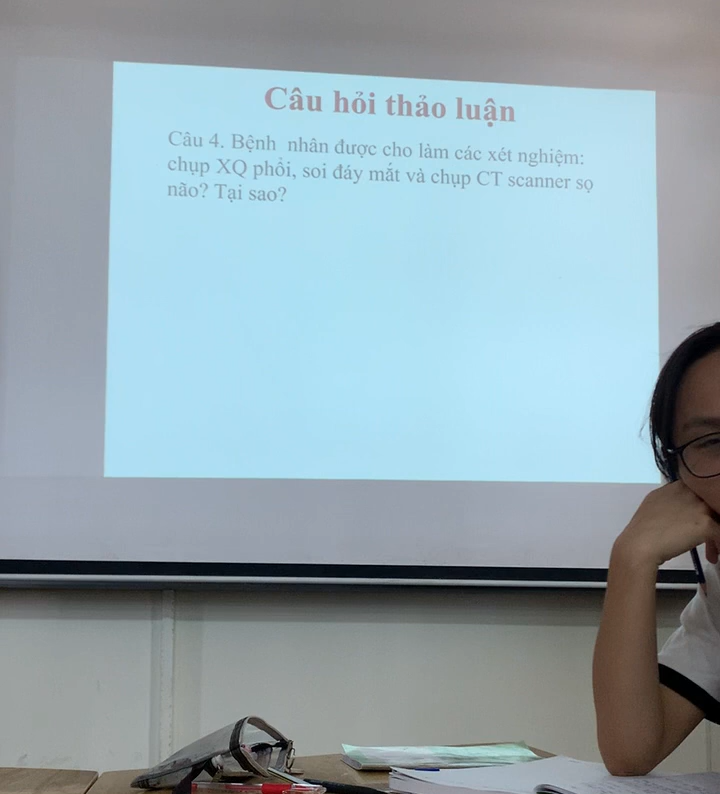 Câu hỏi thảo luận
Câu 4. Bệnh nhân được cho làm các xét nghiệm:
chụp XQ phổi, soi đáy mắt và chụp CT scanner sọ
não? Tại sao?